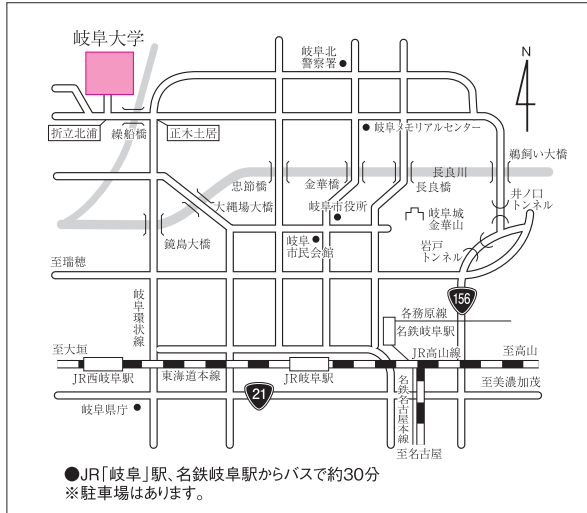 岐阜大学
岐阜北
警察署
N
折立北浦
繰船橋
正木土居
岐阜メモリアルセンター
鵜飼い大橋
忠節橋
金華橋
長良川
長良橋
井ノ口
トンネル
大縄場大橋
岐阜市役所
岐阜城
金華山
鏡島大橋
岐阜
市民会館
岩戸
トンネル
至瑞穂
岐阜環状線
156
各務原線
名鉄岐阜駅
至大垣
JR高山線
至高山
JR西岐阜駅
東海道本線
JR岐阜駅
名鉄名古屋本線
至美濃加茂
21
岐阜県庁
至名古屋
●JR「岐阜」駅、名鉄岐阜駅からバスで約30分
※駐車場はあります。